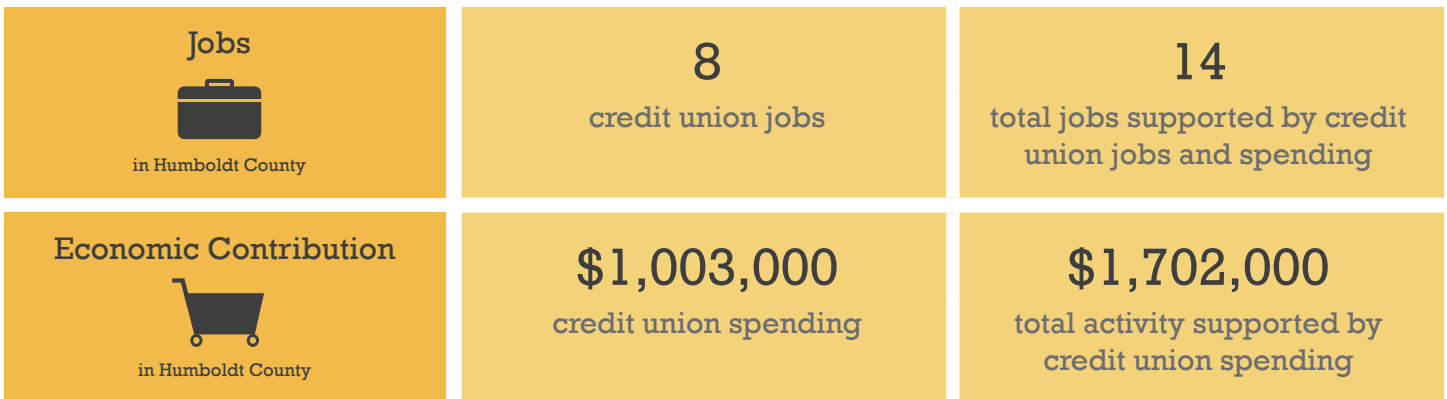 Jobs
in Humboldt County
8
credit union jobs
14
total jobs supported by credit
union jobs and spending
Economic Contribution
in Humboldt County
$1,003,000
credit union spending
$1,702,000
total activity supported by
credit union spending